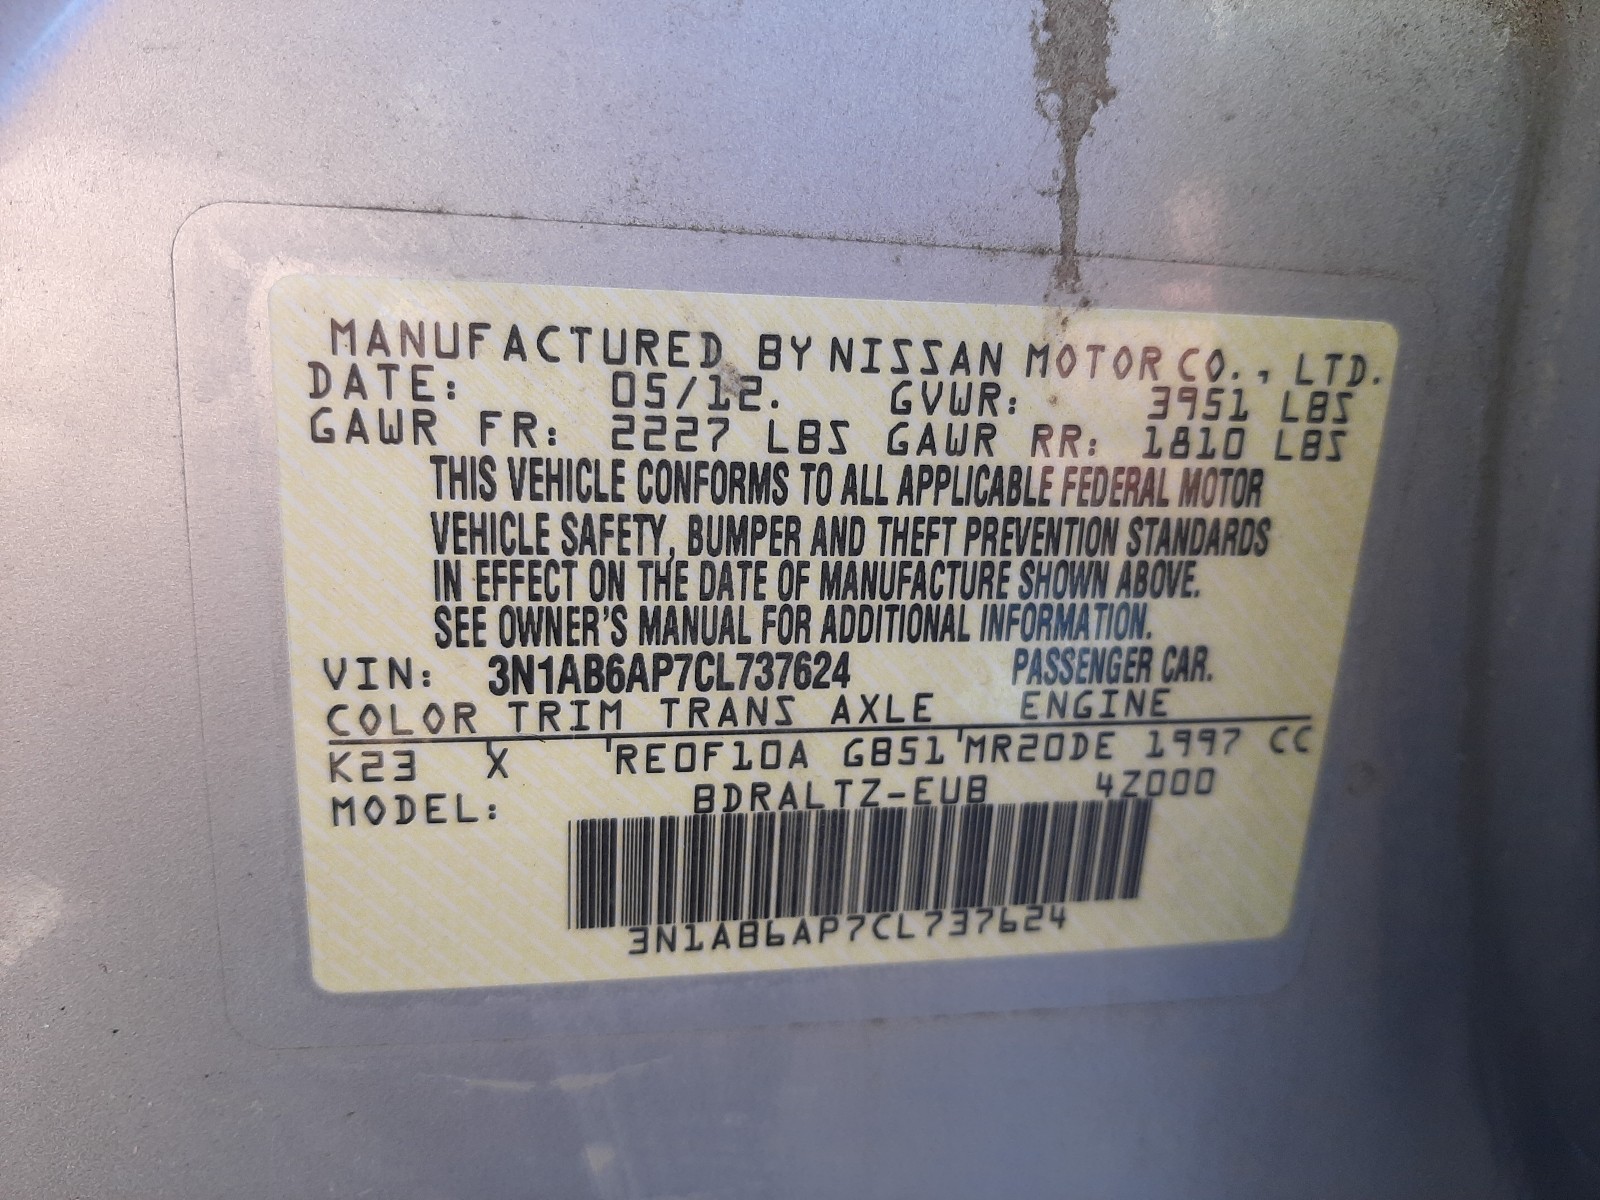 MANUFACTURED BY NISSAN MOTOR CO., LTD.
DATE: 05/12. GVWR: 3951 LBS
GAWR FR: 2227 LBS GAWR RR: 1810 LBS
THIS VEHICLE CONFORMS TO ALL APPLICABLE FEDERAL MOTOR
VEHICLE SAFETY, BUMPER AND THEFT PREVENTION STANDARDS
IN EFFECT ON THE DATE OF MANUFACTURE SHOWN ABOVE.
SEE OWNER'S MANUAL FOR ADDITIONAL INFORMATION.
VIN: 3N1AB6AP7CL737624 PASSENGER CAR.
COLOR TRIM TRANS AXLE ENGINE
K23 X RE0F10A GB51 MR20DE 1997 CC
MODEL: BDRALTZ-EUB 4Z000
3N1AB6AP7CL737624